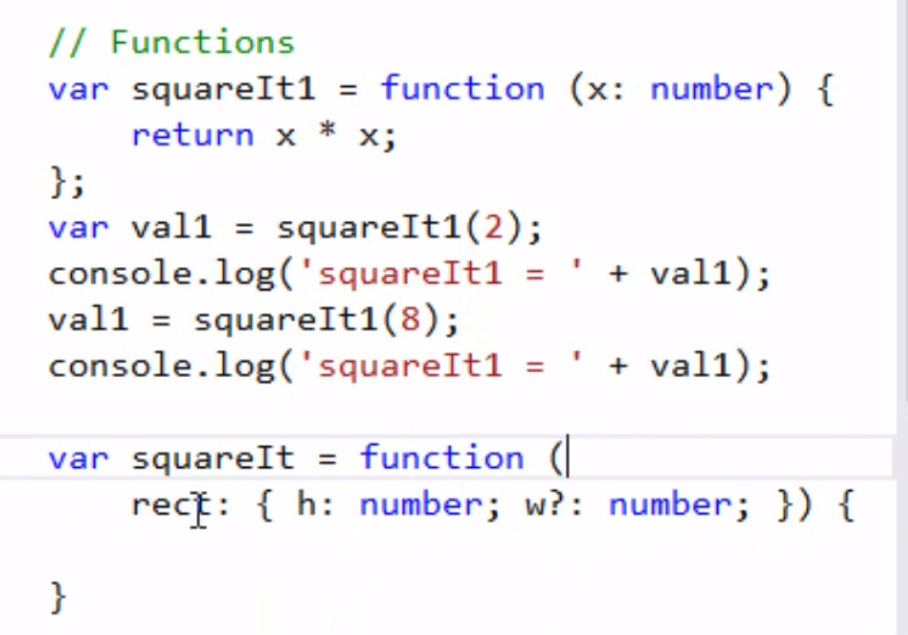 // Functions
var squareIt1 = function (x: number) {
    return x * x;
};
var val1 = squareIt1(2);
console.log('squareIt1 = ' + val1);
val1 = squareIt1(8);
console.log('squareIt1 = ' + val1);

var squareIt = function (
    rect: { h: number; w?: number; }) {

}